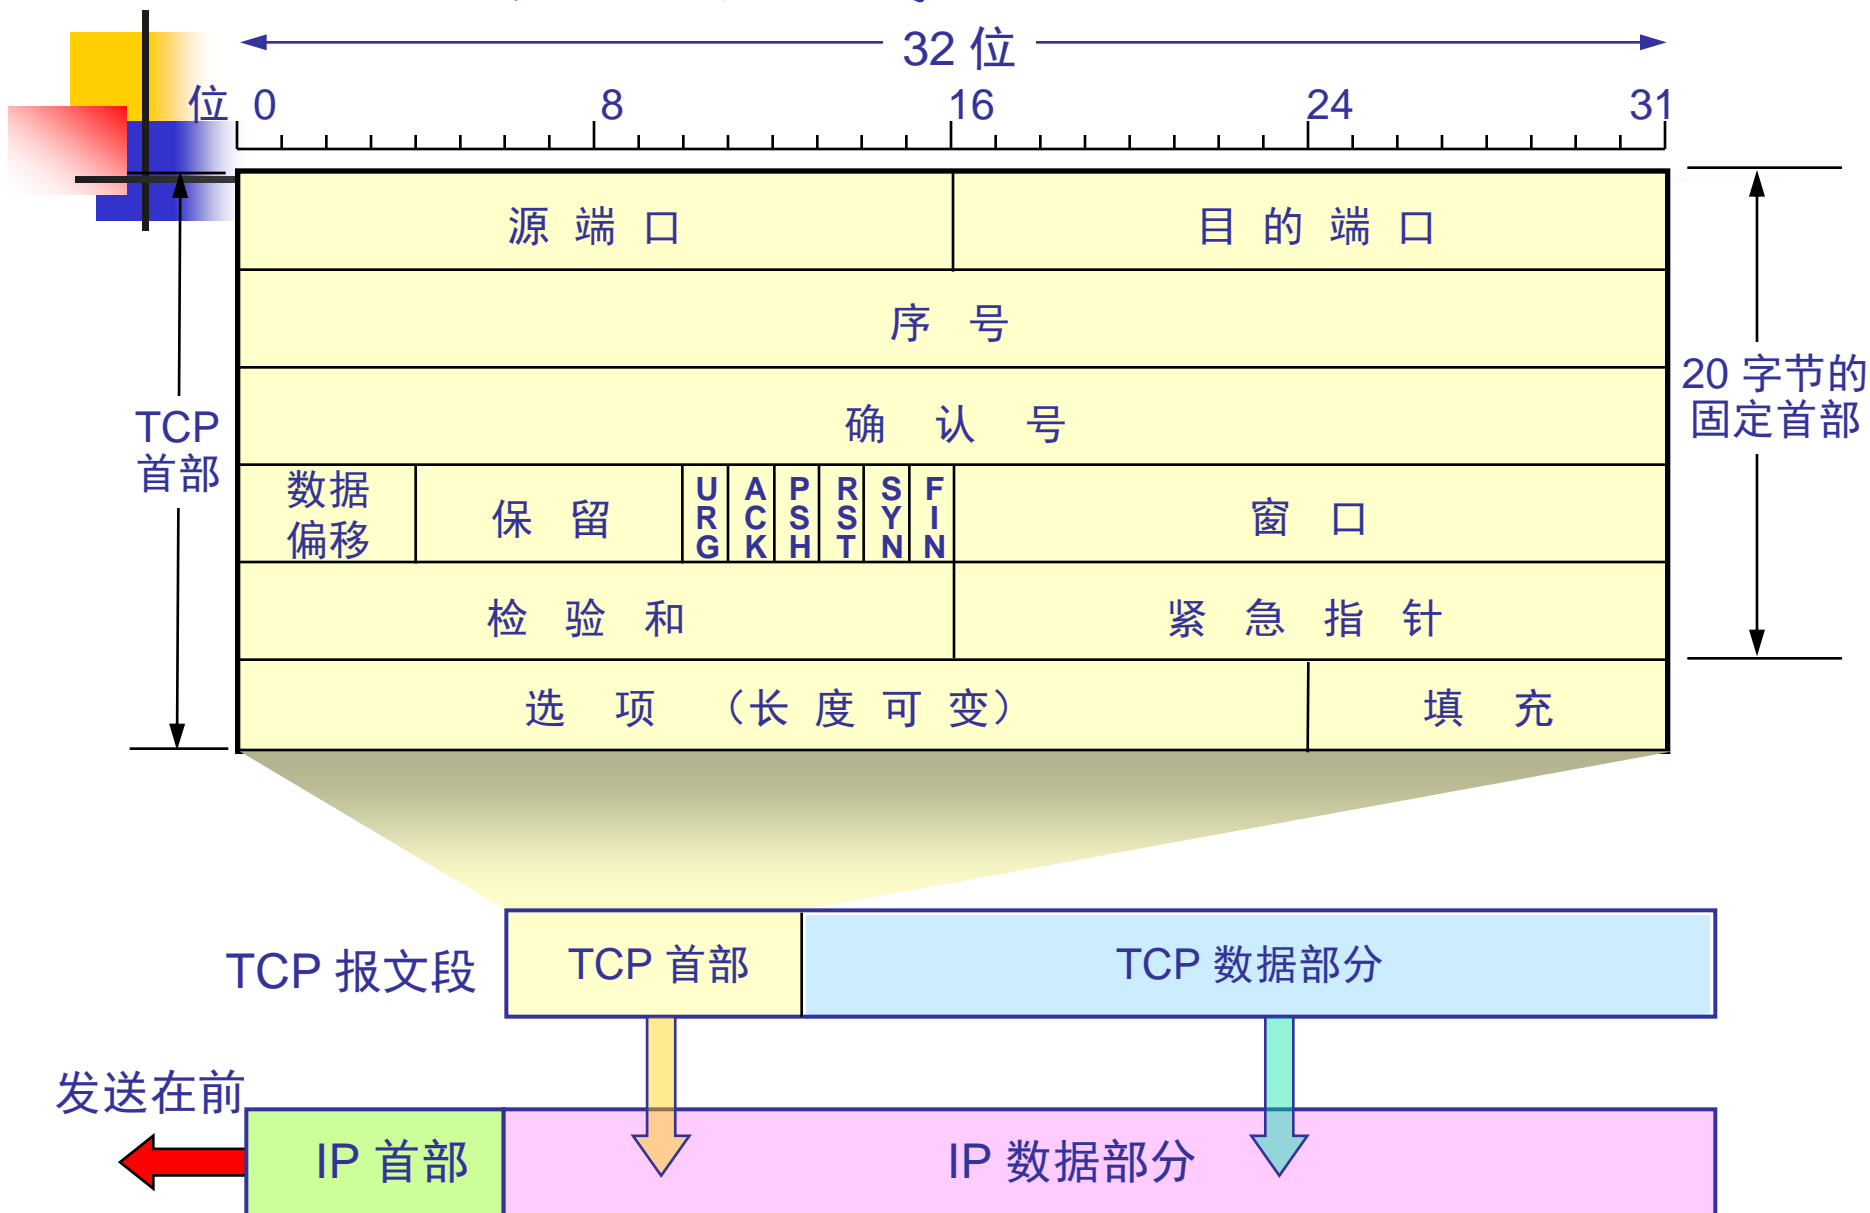 32 位
位 0 8 16 24 31
源 端 口
目 的 端 口
序 号
确 认 号
TCP
首部
20 字节的
固定首部
数据
偏移
保 留
URG
ACK
PSH
RST
SYN
FIN
窗 口
检 验 和
紧 急 指 针
选 项 （长 度 可 变）
填 充
TCP 报文段
TCP 首部
TCP 数据部分
发送在前
IP 首部
IP 数据部分